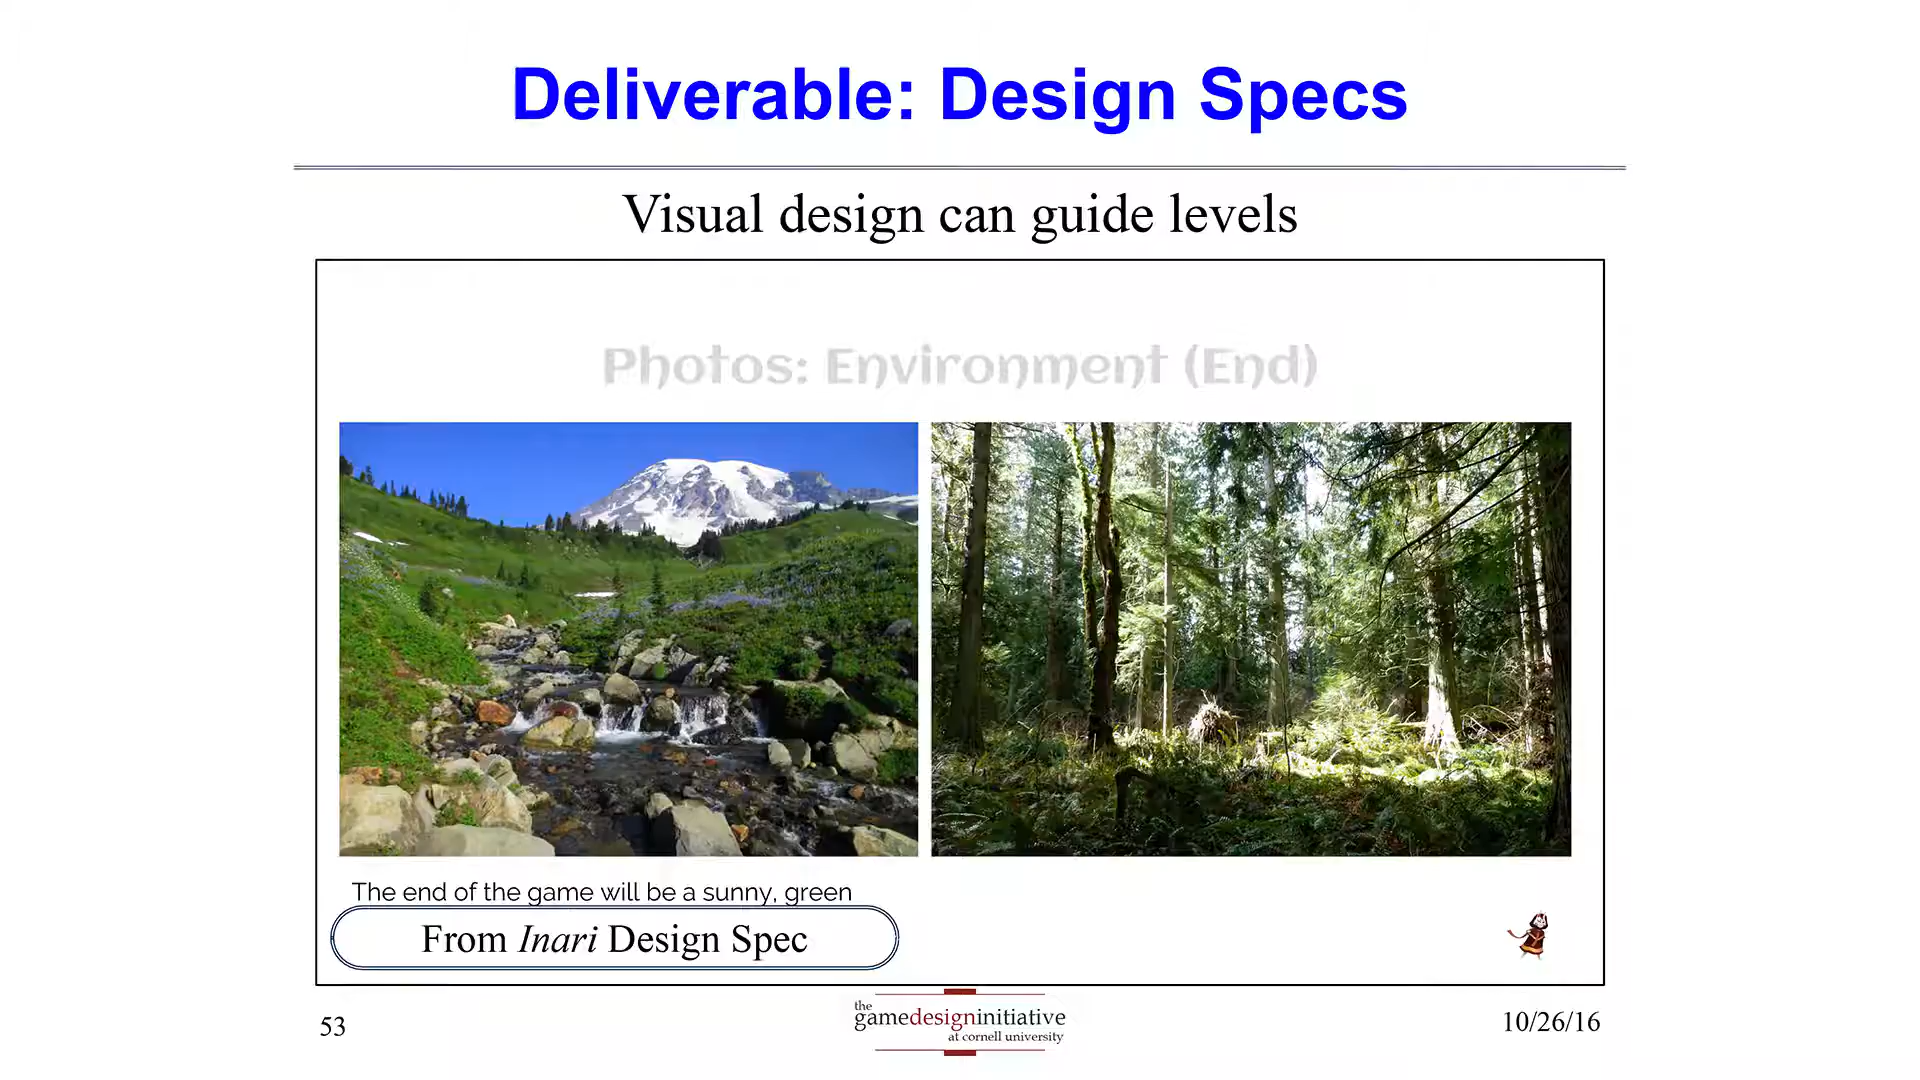 Deliverable: Design Specs
Visual design can guide levels
Photos: Environment (End)
The end of the game will be a sunny, green
From Inari Design Spec
53
the
gamedesigninitiative
at cornell university
10/26/16